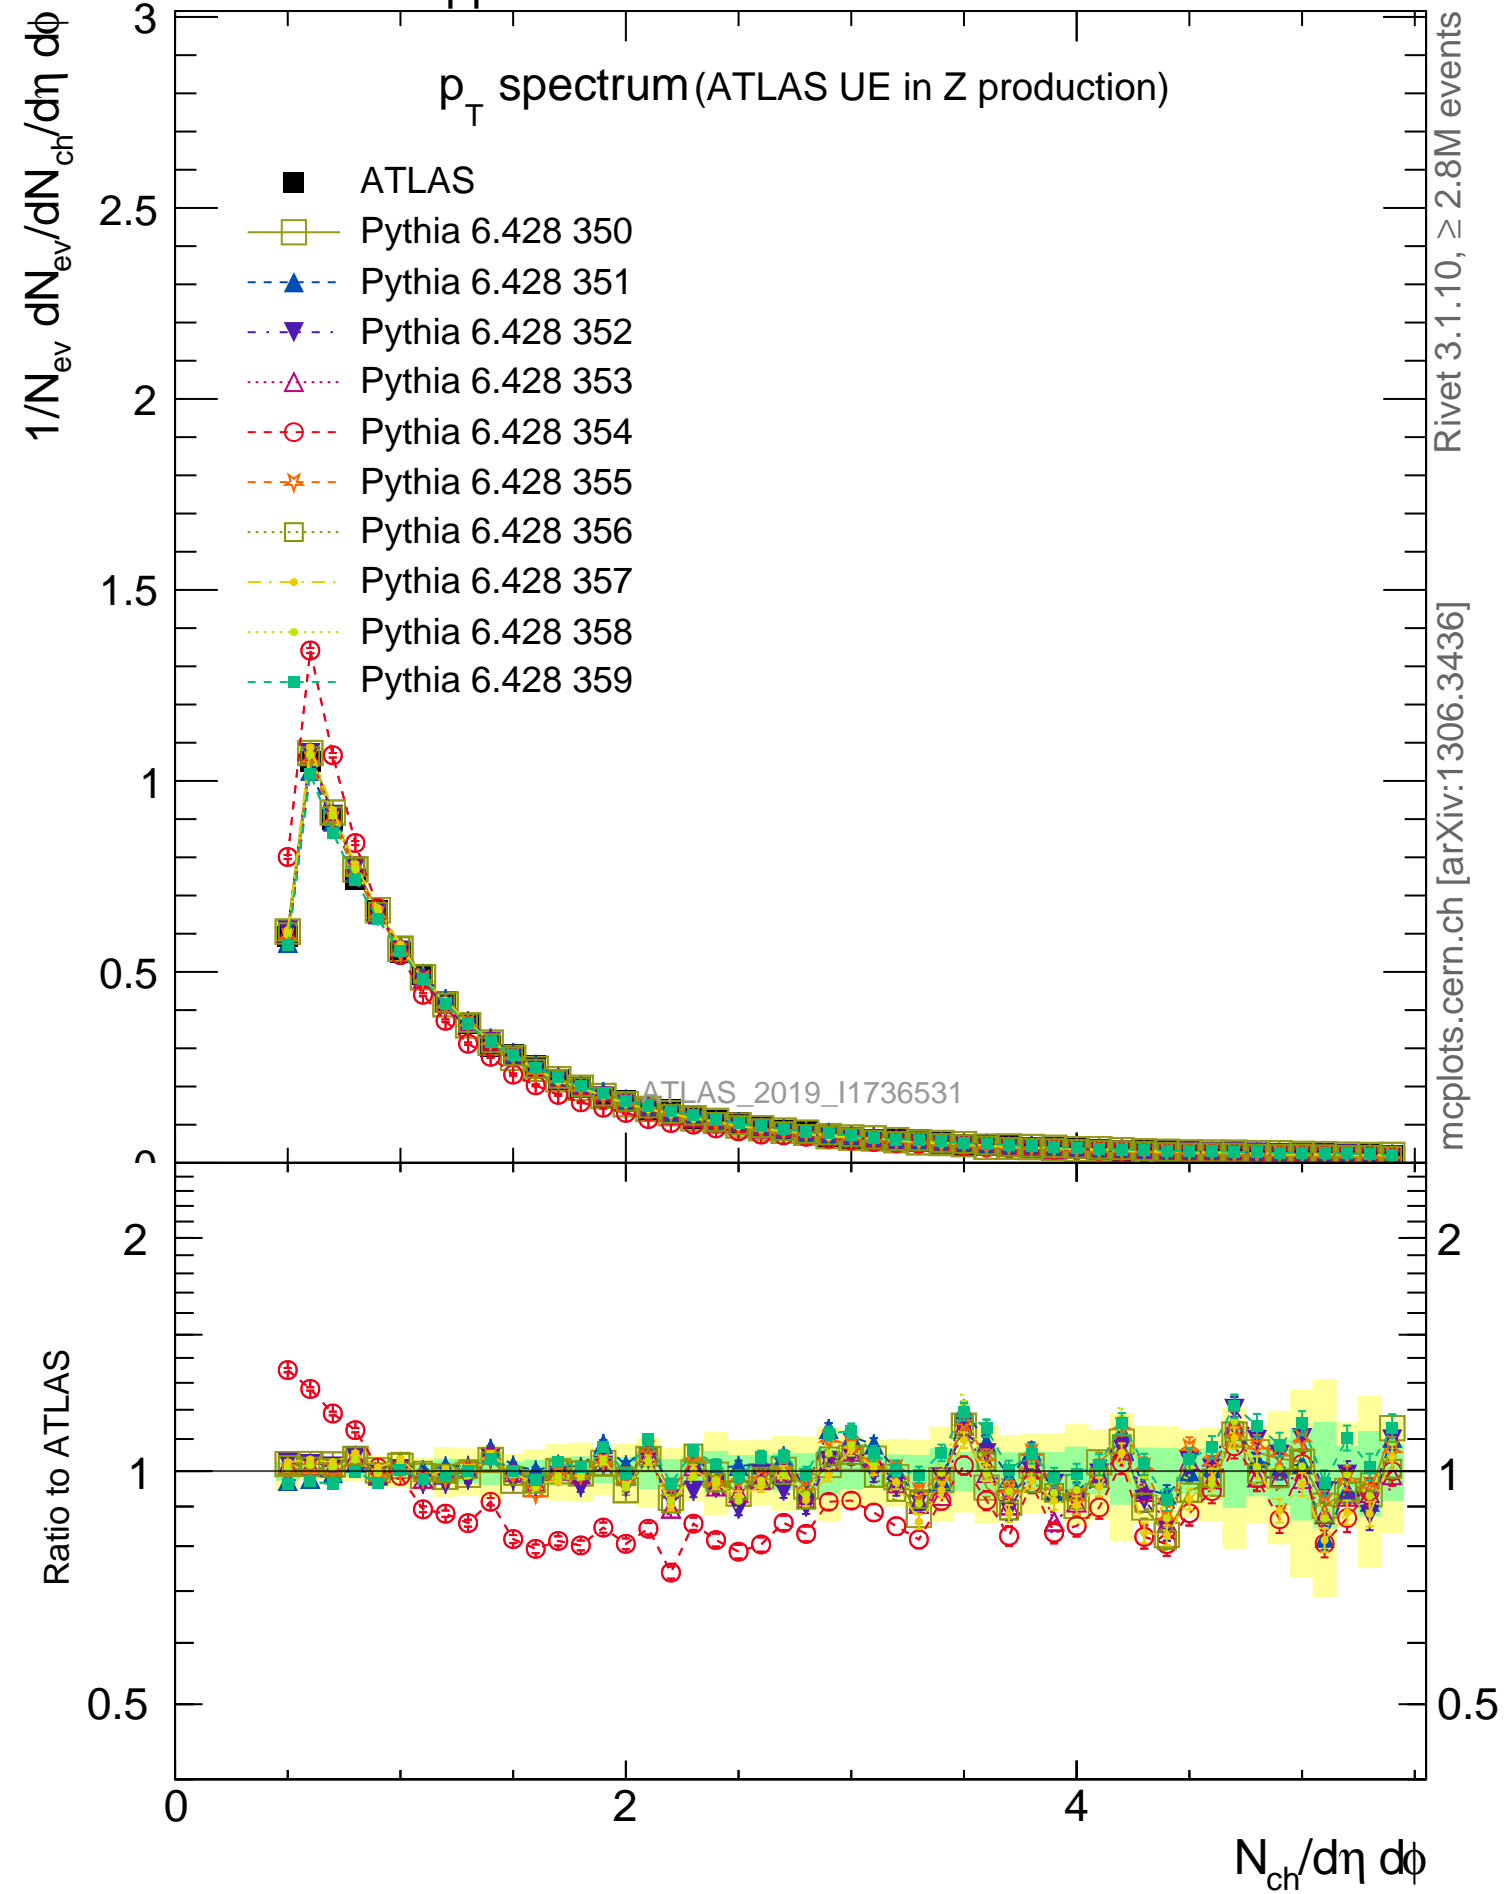 p_T spectrum (ATLAS UE in Z production)
1/N_ev dN_ev/dN_ch/dη dϕ
ATLAS
Pythia 6.428 350
Pythia 6.428 351
Pythia 6.428 352
Pythia 6.428 353
Pythia 6.428 354
Pythia 6.428 355
Pythia 6.428 356
Pythia 6.428 357
Pythia 6.428 358
Pythia 6.428 359
3
2.5
2
1.5
1
0.5
0
ATLAS_2019_I1736531
Rivet 3.1.10, ≥ 2.8M events
mcplots.cern.ch [arXiv:1306.3436]
Ratio to ATLAS
2
1
0.5
2
1
0.5
0
2
4
N_ch/dη dϕ